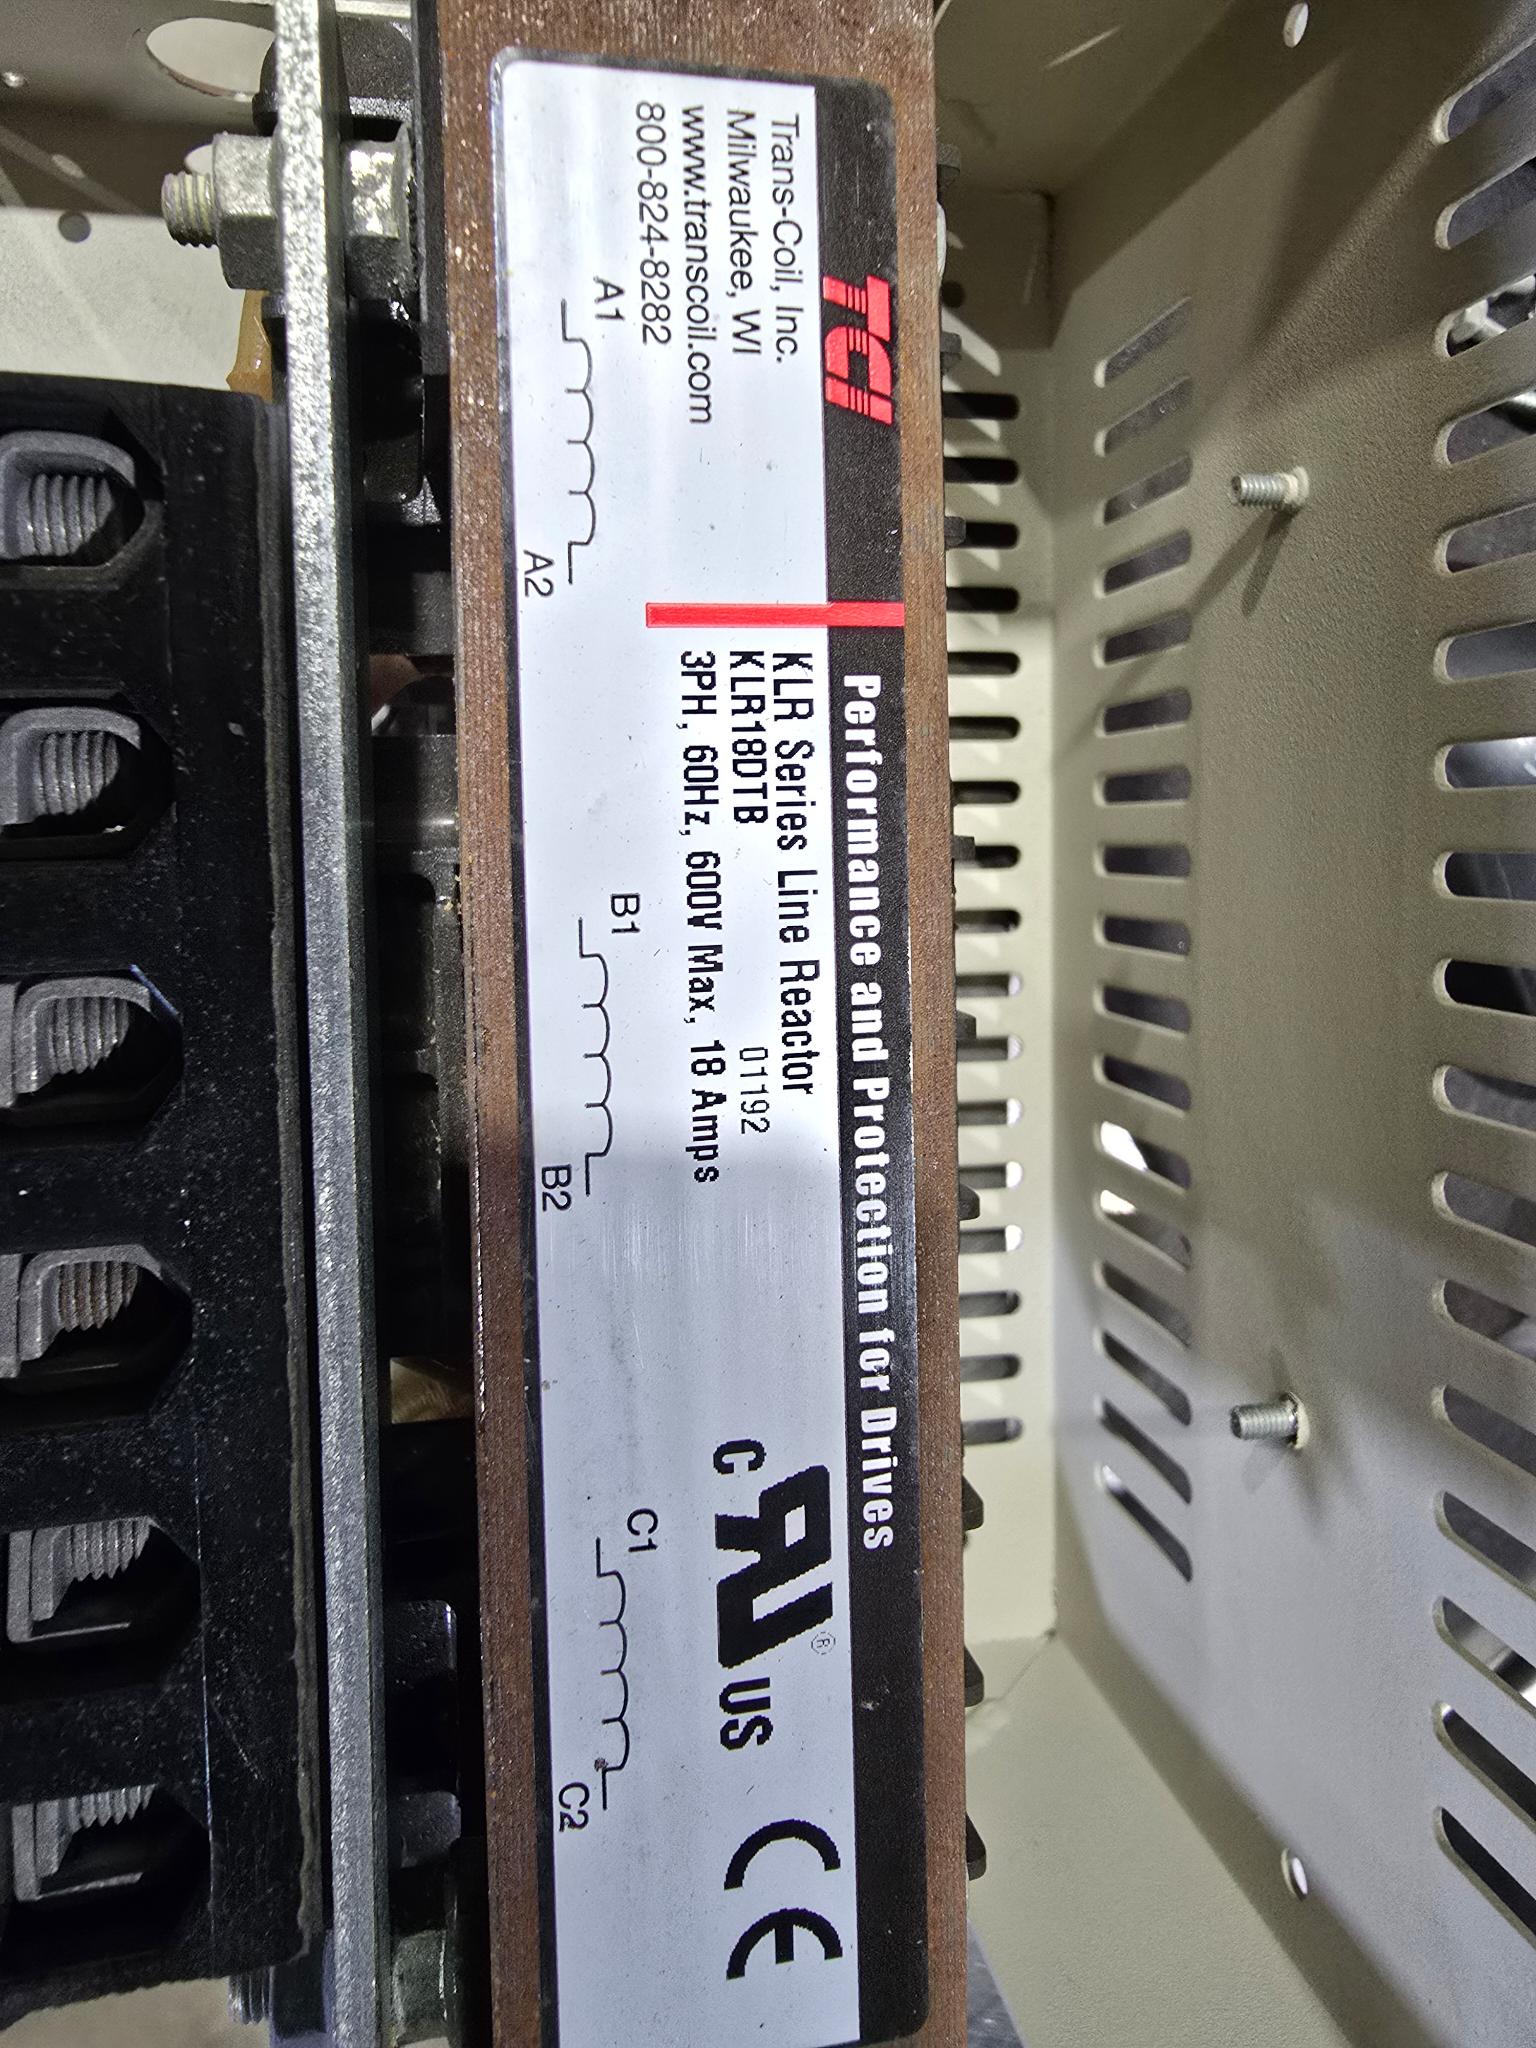 TCI
Performance and Protection for Drives
Trans-Coil, Inc.
Milwaukee, WI
www.transcoil.com
800-824-8282
KLR Series Line Reactor
KLR18DTB 01192
3PH, 60Hz, 600V Max, 18 Amps
c RU ® US
CE
A1
A2
B1
B2
C1
C2